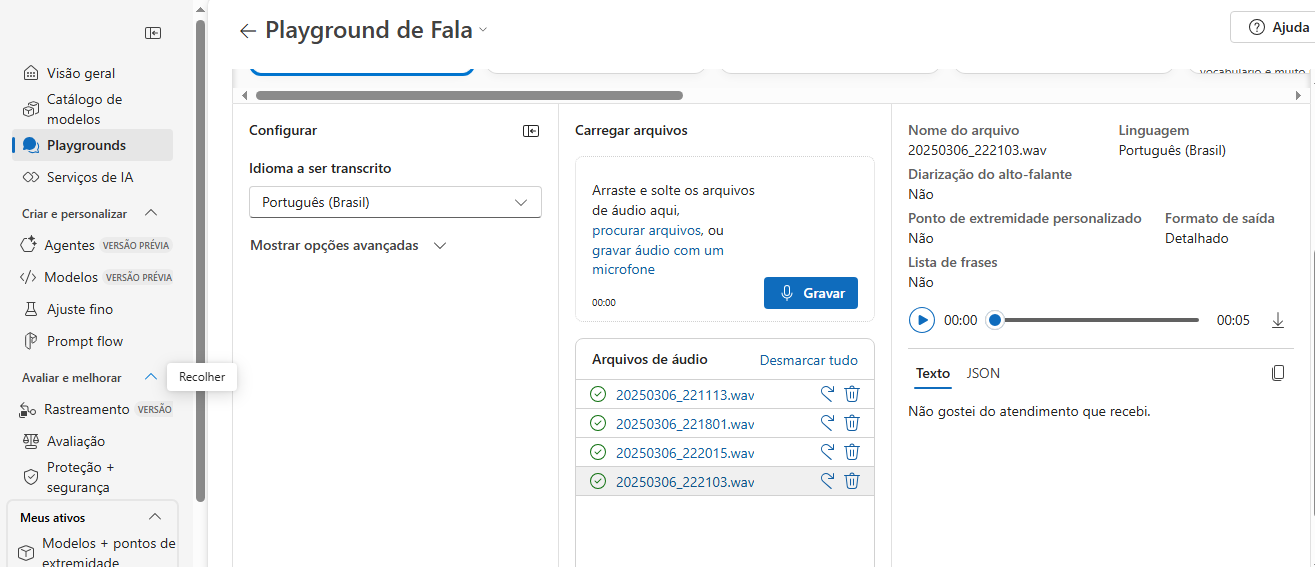 Playground de Fala
Ajuda
Visão geral
Catálogo de
modelos
Playgrounds
Serviços de IA
Criar e personalizar
Agentes VERSÃO PRÉVIA
Modelos VERSÃO PRÉVIA
Ajuste fino
Prompt flow
Avaliar e melhorar
Recolher
Rastreamento VERSÃO
Avaliação
Proteção +
segurança
Meus ativos
Modelos + pontos de
extremidade
Configurar
Idioma a ser transcrito
Português (Brasil)
Mostrar opções avançadas
Carregar arquivos
Arraste e solte os arquivos
de áudio aqui,
procurar arquivos, ou
gravar áudio com um
microfone
00:00
Gravar
Arquivos de áudio Desmarcar tudo
20250306_221113.wav
20250306_221801.wav
20250306_222015.wav
20250306_222103.wav
vocabulário e muito
Nome do arquivo Linguagem
20250306_222103.wav Português (Brasil)
Diarização do alto-falante
Não
Ponto de extremidade personalizado Formato de saída
Não Detalhado
Lista de frases
Não
00:00 00:05
Texto JSON
Não gostei do atendimento que recebi.